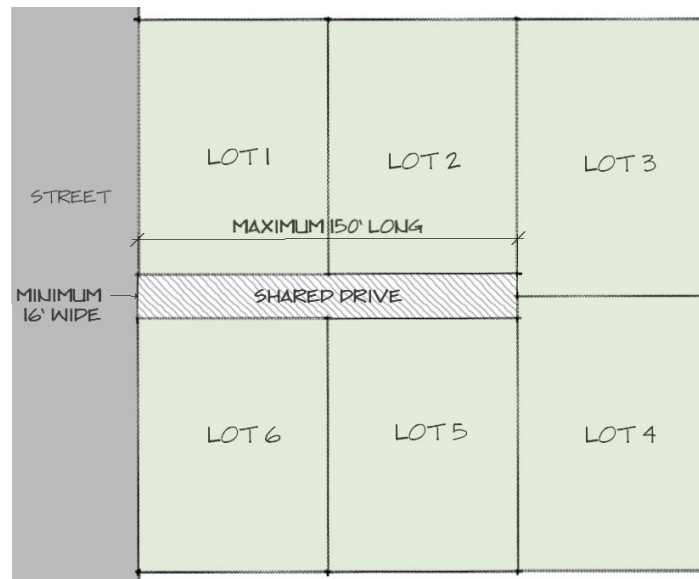 LOT 1
LOT 2
LOT 3
STREET
MAXIMUM 150' LONG
MINIMUM
16' WIDE
SHARED DRIVE
LOT 6
LOT 5
LOT 4